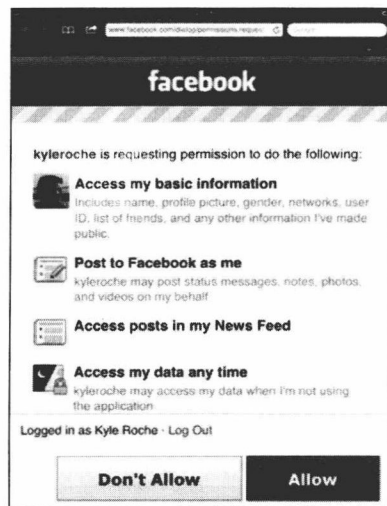 www.facebook.com/dialog/permissions.request
facebook
kyleroche is requesting permission to do the following:
Access my basic information
Includes name, profile picture, gender, networks, user
ID, list of friends, and any other information I've made
public.
Post to Facebook as me
kyleroche may post status messages, notes, photos,
and videos on my behalf
Access posts in my News Feed
Access my data any time
kyleroche may access my data when I'm not using
the application
Logged in as Kyle Roche · Log Out
Don't Allow
Allow